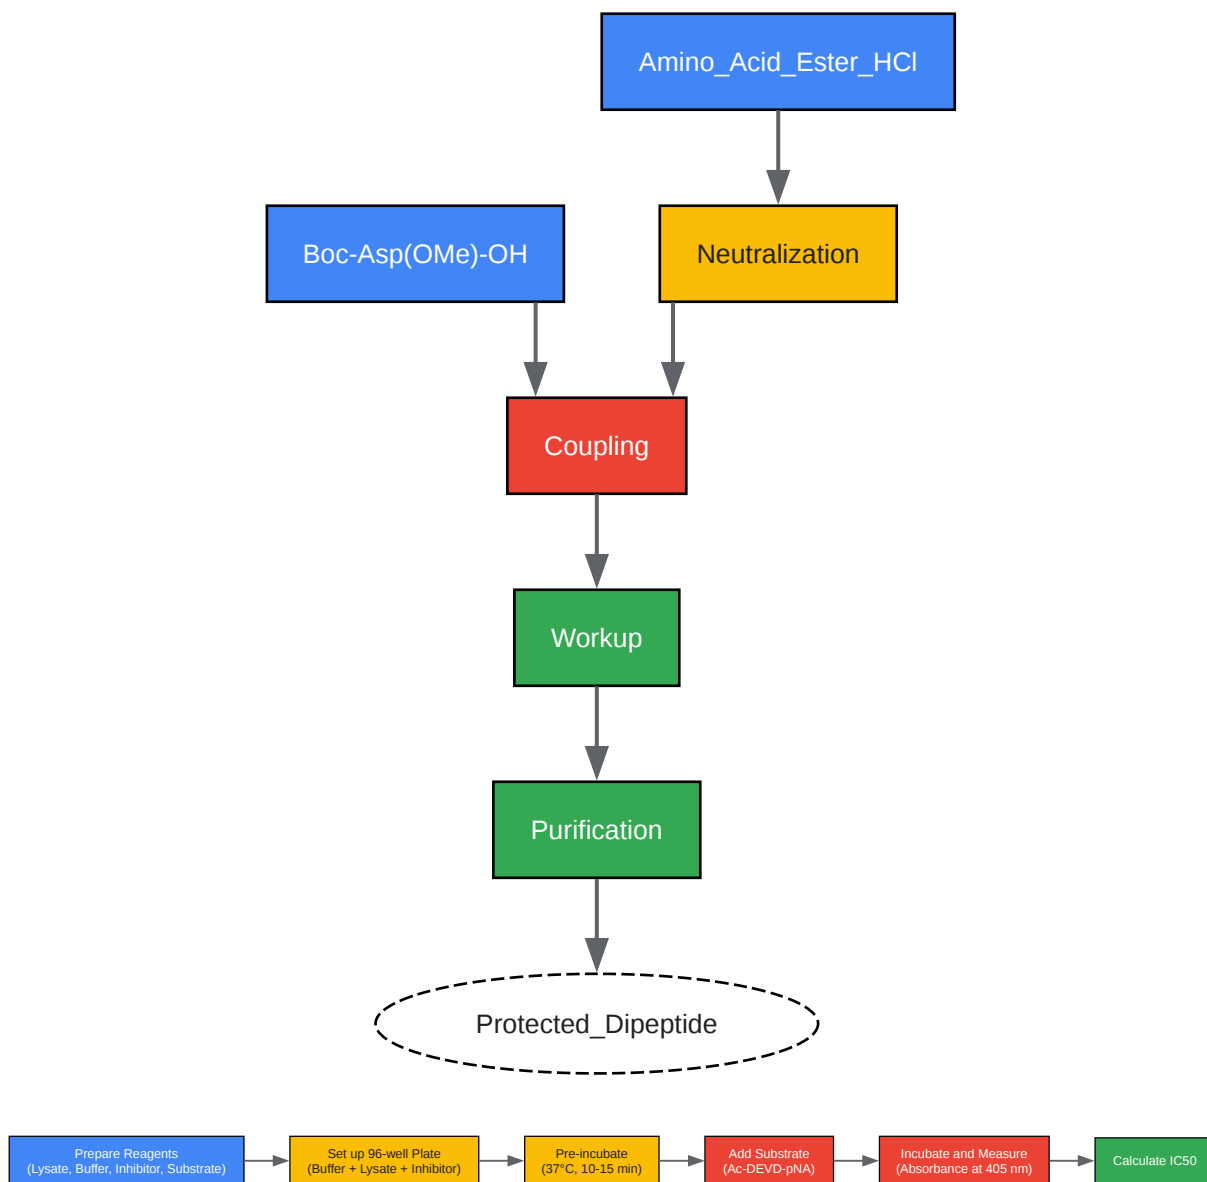 Amino_Acid_Ester_HCl
Boc-Asp(OMe)-OH
Neutralization
Coupling
Workup
Purification
Protected_Dipeptide
Prepare Reagents
(Lysate, Buffer, Inhibitor, Substrate)
Set up 96-well Plate
(Buffer + Lysate + Inhibitor)
Pre-incubate
(37°C, 10-15 min)
Add Substrate
(Ac-DEVD-pNA)
Incubate and Measure
(Absorbance at 405 nm)
Calculate IC50